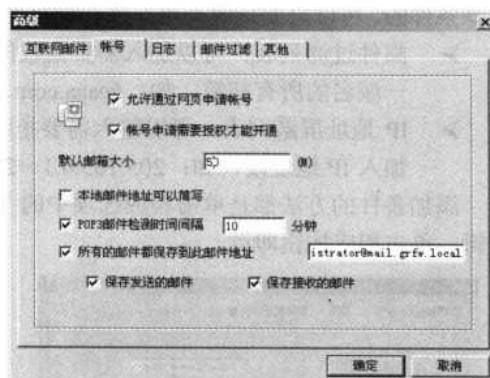 高级
互联网邮件 帐号 日志 邮件过滤 其他
允许通过网页申请帐号
帐号申请需要授权才能开通
默认邮箱大小 (M)
本地邮件地址可以简写
POP3邮件检测时间间隔 10 分钟
所有的邮件都保存到此邮件地址 istrator@mail.grfw.local
保存发送的邮件 保存接收的邮件
确定 取消